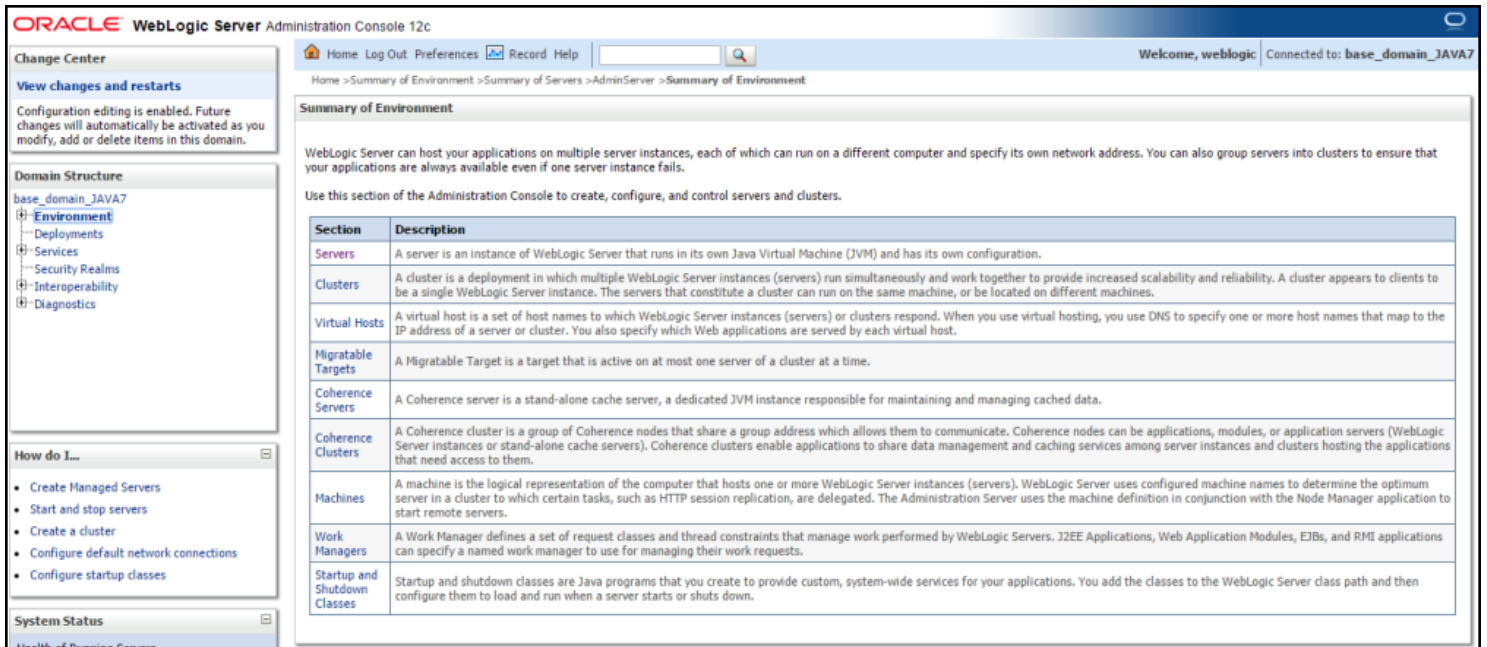 ORACLE WebLogic Server Administration Console 12c
Change Center
View changes and restarts
Configuration editing is enabled. Future
changes will automatically be activated as you
modify, add or delete items in this domain.
Domain Structure
base_domain_JAVA7
Environment
Deployments
Services
Security Realms
Interoperability
Diagnostics
How do I...
Create Managed Servers
Start and stop servers
Create a cluster
Configure default network connections
Configure startup classes
System Status
Health of Running Servers
Home Log Out Preferences Record Help
Welcome, weblogic Connected to: base_domain_JAVA7
Home >Summary of Environment >Summary of Servers >AdminServer >Summary of Environment
Summary of Environment
WebLogic Server can host your applications on multiple server instances, each of which can run on a different computer and specify its own network address. You can also group servers into clusters to ensure that
your applications are always available even if one server instance fails.
Use this section of the Administration Console to create, configure, and control servers and clusters.
Section Description
Servers A server is an instance of WebLogic Server that runs in its own Java Virtual Machine (JVM) and has its own configuration.
Clusters
A cluster is a deployment in which multiple WebLogic Server instances (servers) run simultaneously and work together to provide increased scalability and reliability. A cluster appears to clients to
be a single WebLogic Server instance. The servers that constitute a cluster can run on the same machine, or be located on different machines.
Virtual Hosts
A virtual host is a set of host names to which WebLogic Server instances (servers) or clusters respond. When you use virtual hosting, you use DNS to specify one or more host names that map to the
IP address of a server or cluster. You also specify which Web applications are served by each virtual host.
Migratable
Targets
A Migratable Target is a target that is active on at most one server of a cluster at a time.
Coherence
Servers
A Coherence server is a stand-alone cache server, a dedicated JVM instance responsible for maintaining and managing cached data.
Coherence
Clusters
A Coherence cluster is a group of Coherence nodes that share a group address which allows them to communicate. Coherence nodes can be applications, modules, or application servers (WebLogic
Server instances or stand-alone cache servers). Coherence clusters enable applications to share data management and caching services among server instances and clusters hosting the applications
that need access to them.
Machines
A machine is the logical representation of the computer that hosts one or more WebLogic Server instances (servers). WebLogic Server uses configured machine names to determine the optimum
server in a cluster to which certain tasks, such as HTTP session replication, are delegated. The Administration Server uses the machine definition in conjunction with the Node Manager application to
start remote servers.
Work
Managers
A Work Manager defines a set of request classes and thread constraints that manage work performed by WebLogic Servers. J2EE Applications, Web Application Modules, EJBs, and RMI applications
can specify a named work manager to use for managing their work requests.
Startup and
Shutdown
Classes
Startup and shutdown classes are Java programs that you create to provide custom, system-wide services for your applications. You add the classes to the WebLogic Server class path and then
configure them to load and run when a server starts or shuts down.